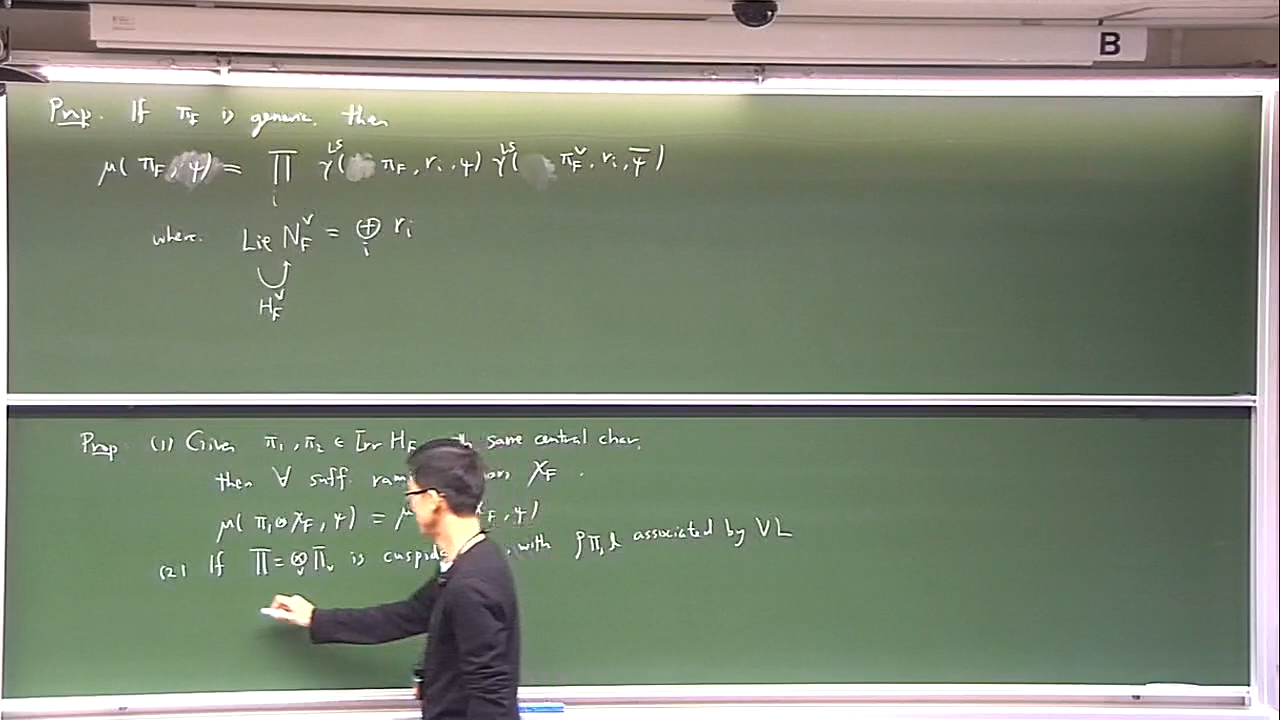 B
Prop. If π_F is generic, then
μ(π_F, ψ) = ∏_i γ^{LS}(π_F, r_i, ψ) γ^{LS}(π_F^∨, r_i, ψ̄)
where Lie N_F^∨ = ⊕_i r_i
H_F^∨
Prop. (1) Given π_1, π_2 ∈ Irr H_F same central char,
then ∀ suff. χ_F.
μ(π_1⊗χ_F, ψ) = μ χ_F, ψ)
(2) If Π = ⊗_v Π_v is with ρ_{Π,l} associated by VL